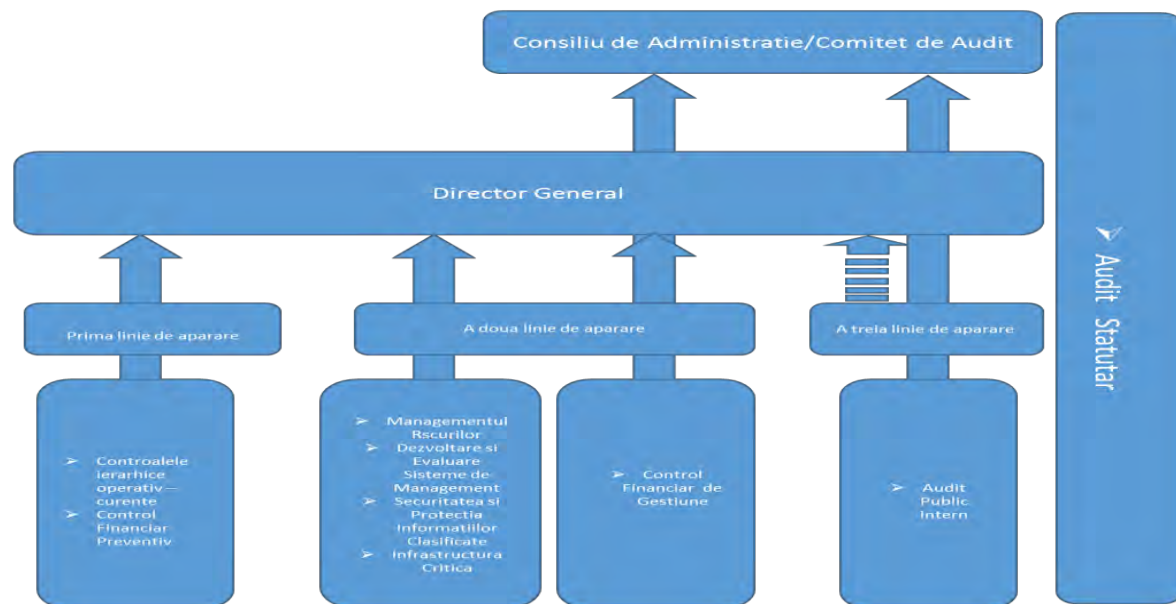 Consiliu de Administratie/Comitet de Audit
Director General
Prima linie de aparare
A doua linie de aparare
A treia linie de aparare
➢ Controalele
ierarhice
operativ –
curente
➢ Control
Financiar
Preventiv
➢ Managementul
Rscurilor
➢ Dezvoltare si
Evaluare
Sisteme de
Management
➢ Securitatea si
Protectia
Informatiilor
Clasificate
➢ Infrastructura
Critica
➢ Control
Financiar de
Gestiune
➢ Audit
Public
Intern
➢ Audit Statutar